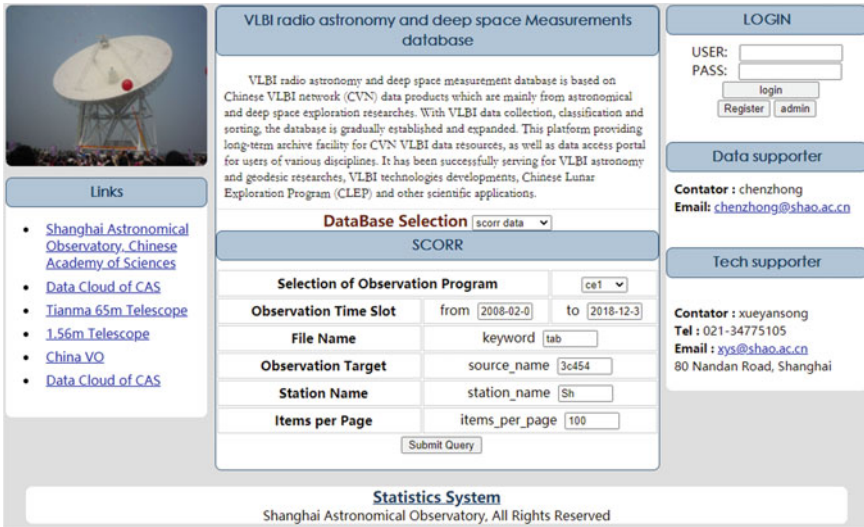 VLBI radio astronomy and deep space Measurements
database
VLBI radio astronomy and deep space measurement database is based on
Chinese VLBI network (CVN) data products which are mainly from astronomical
and deep space exploration researches. With VLBI data collection, classification and
sorting, the database is gradually established and expanded. This platform providing
long-term archive facility for CVN VLBI data resources, as well as data access portal
for users of various disciplines. It has been successfully serving for VLBI astronomy
and geodesic researches, VLBI technologies developments, Chinese Lunar
Exploration Program (CLEP) and other scientific applications.
Links
Shanghai Astronomical
Observatory, Chinese
Academy of Sciences
Data Cloud of CAS
Tianma 65m Telescope
1.56m Telescope
China VO
Data Cloud of CAS
DataBase Selection scorr data
SCORR
Selection of Observation Program ce1
Observation Time Slot from 2008-02-0 to 2018-12-3
File Name keyword tab
Observation Target source_name 3c454
Station Name station_name Sh
Items per Page items_per_page 100
Submit Query
LOGIN
USER:
PASS:
login
Register admin
Data supporter
Contator : chenzhong
Email: chenzhong@shao.ac.cn
Tech supporter
Contator : xueyansong
Tel : 021-34775105
Email : xys@shao.ac.cn
80 Nandan Road, Shanghai
Statistics System
Shanghai Astronomical Observatory, All Rights Reserved